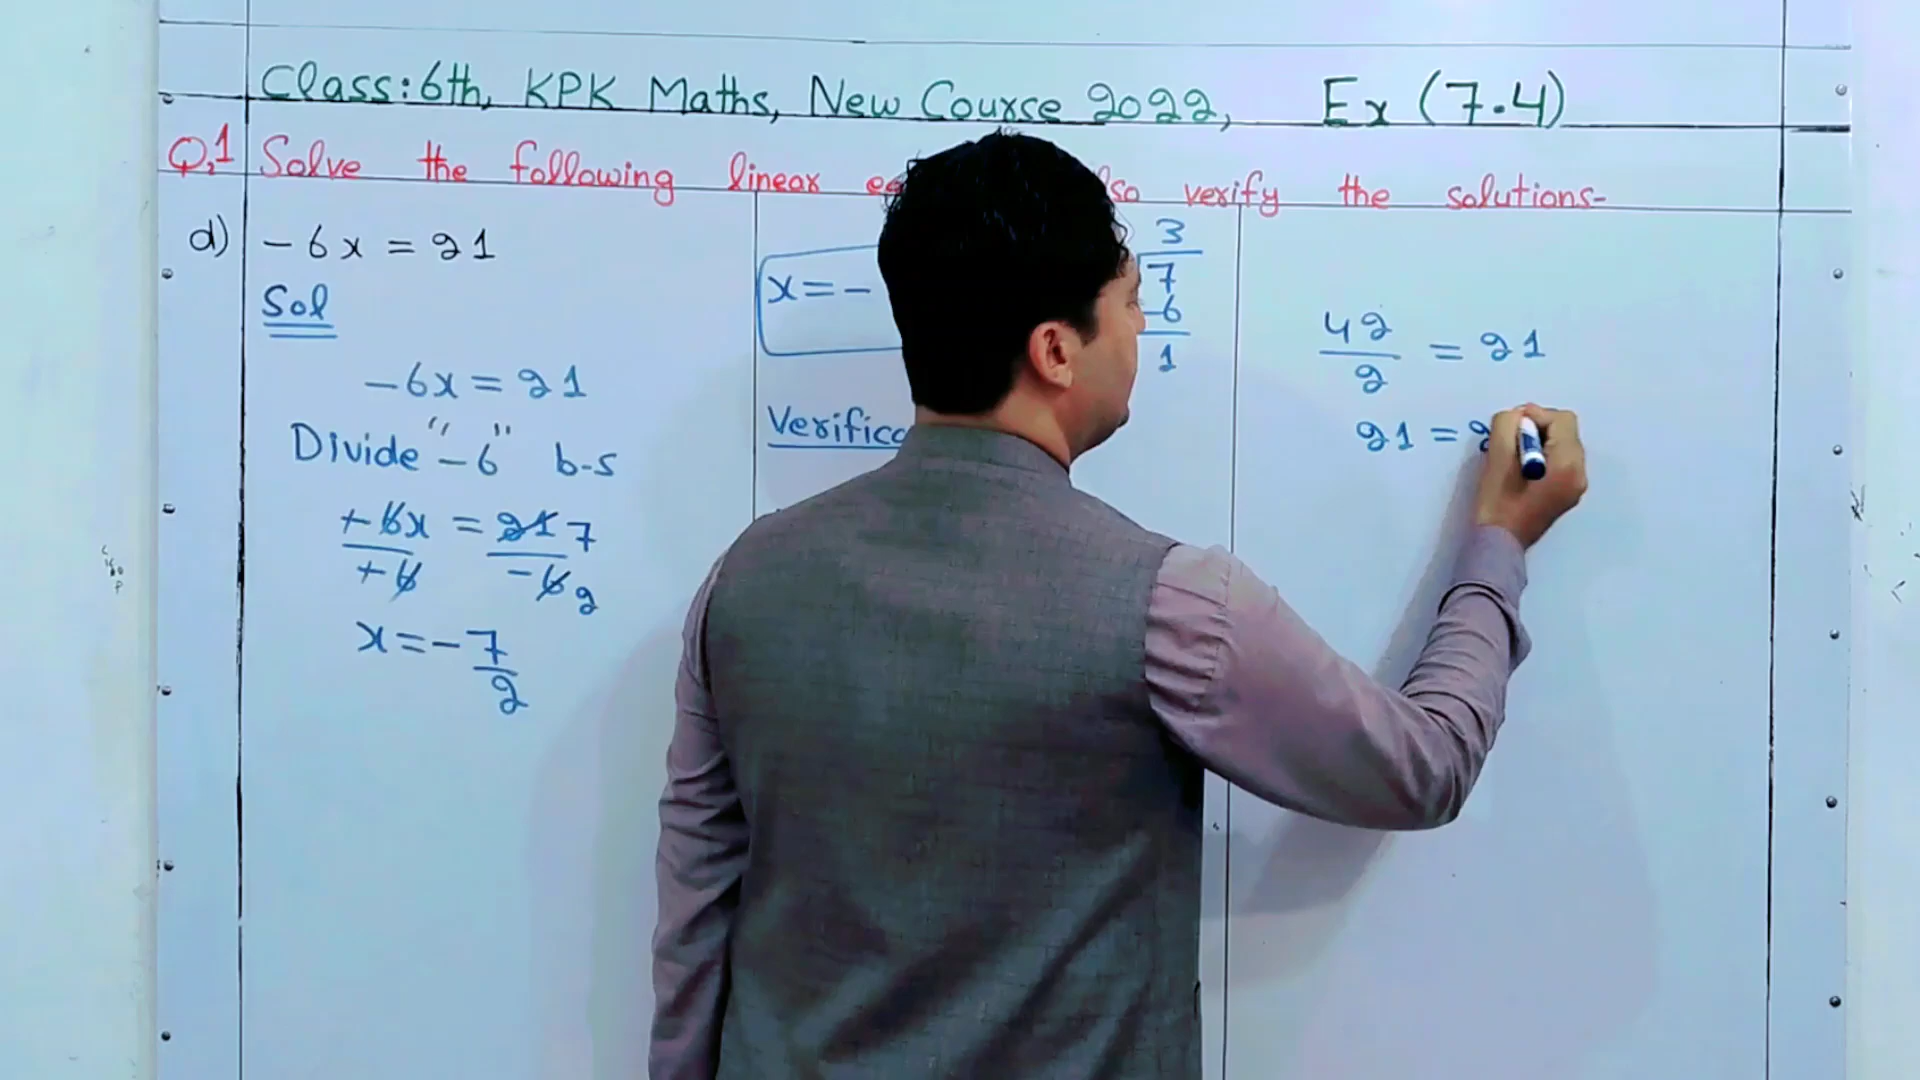 Class: 6th, KPK Maths, New Course 2022, Ex (7.4)
Q.1 Solve the following linear verify the solutions-
d) -6x = 21
Sol
-6x = 21
Divide "-6" b-s
+6x = 21 7
+6 -6 2
x = - 7
2
x = -
3
7
-6
1
Verific
42 = 21
2
21 =